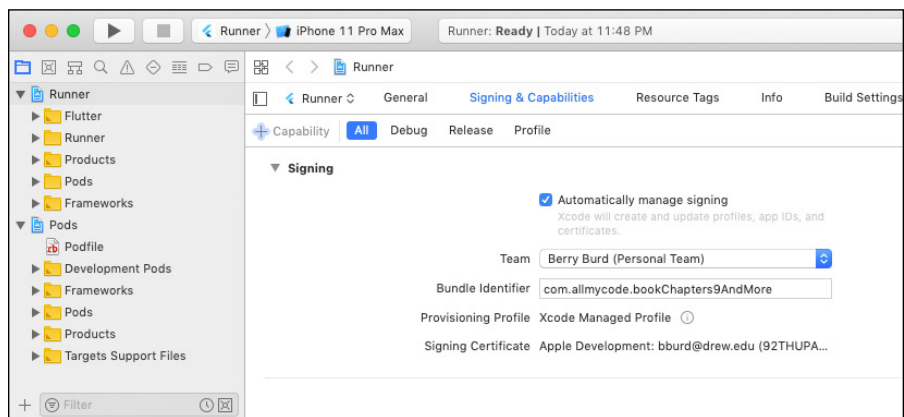 Runner 〉 iPhone 11 Pro Max Runner: Ready | Today at 11:48 PM
Runner
Runner General Signing & Capabilities Resource Tags Info Build Settings
+ Capability All Debug Release Profile
Runner
Flutter
Runner
Products
Pods
Frameworks
Pods
rb Podfile
Development Pods
Frameworks
Pods
Products
Targets Support Files
Filter
Signing
Automatically manage signing
Xcode will create and update profiles, app IDs, and
certificates.
Team Berry Burd (Personal Team)
Bundle Identifier com.allmycode.bookChapters9AndMore
Provisioning Profile Xcode Managed Profile
Signing Certificate Apple Development: bburd@drew.edu (92THUPA...